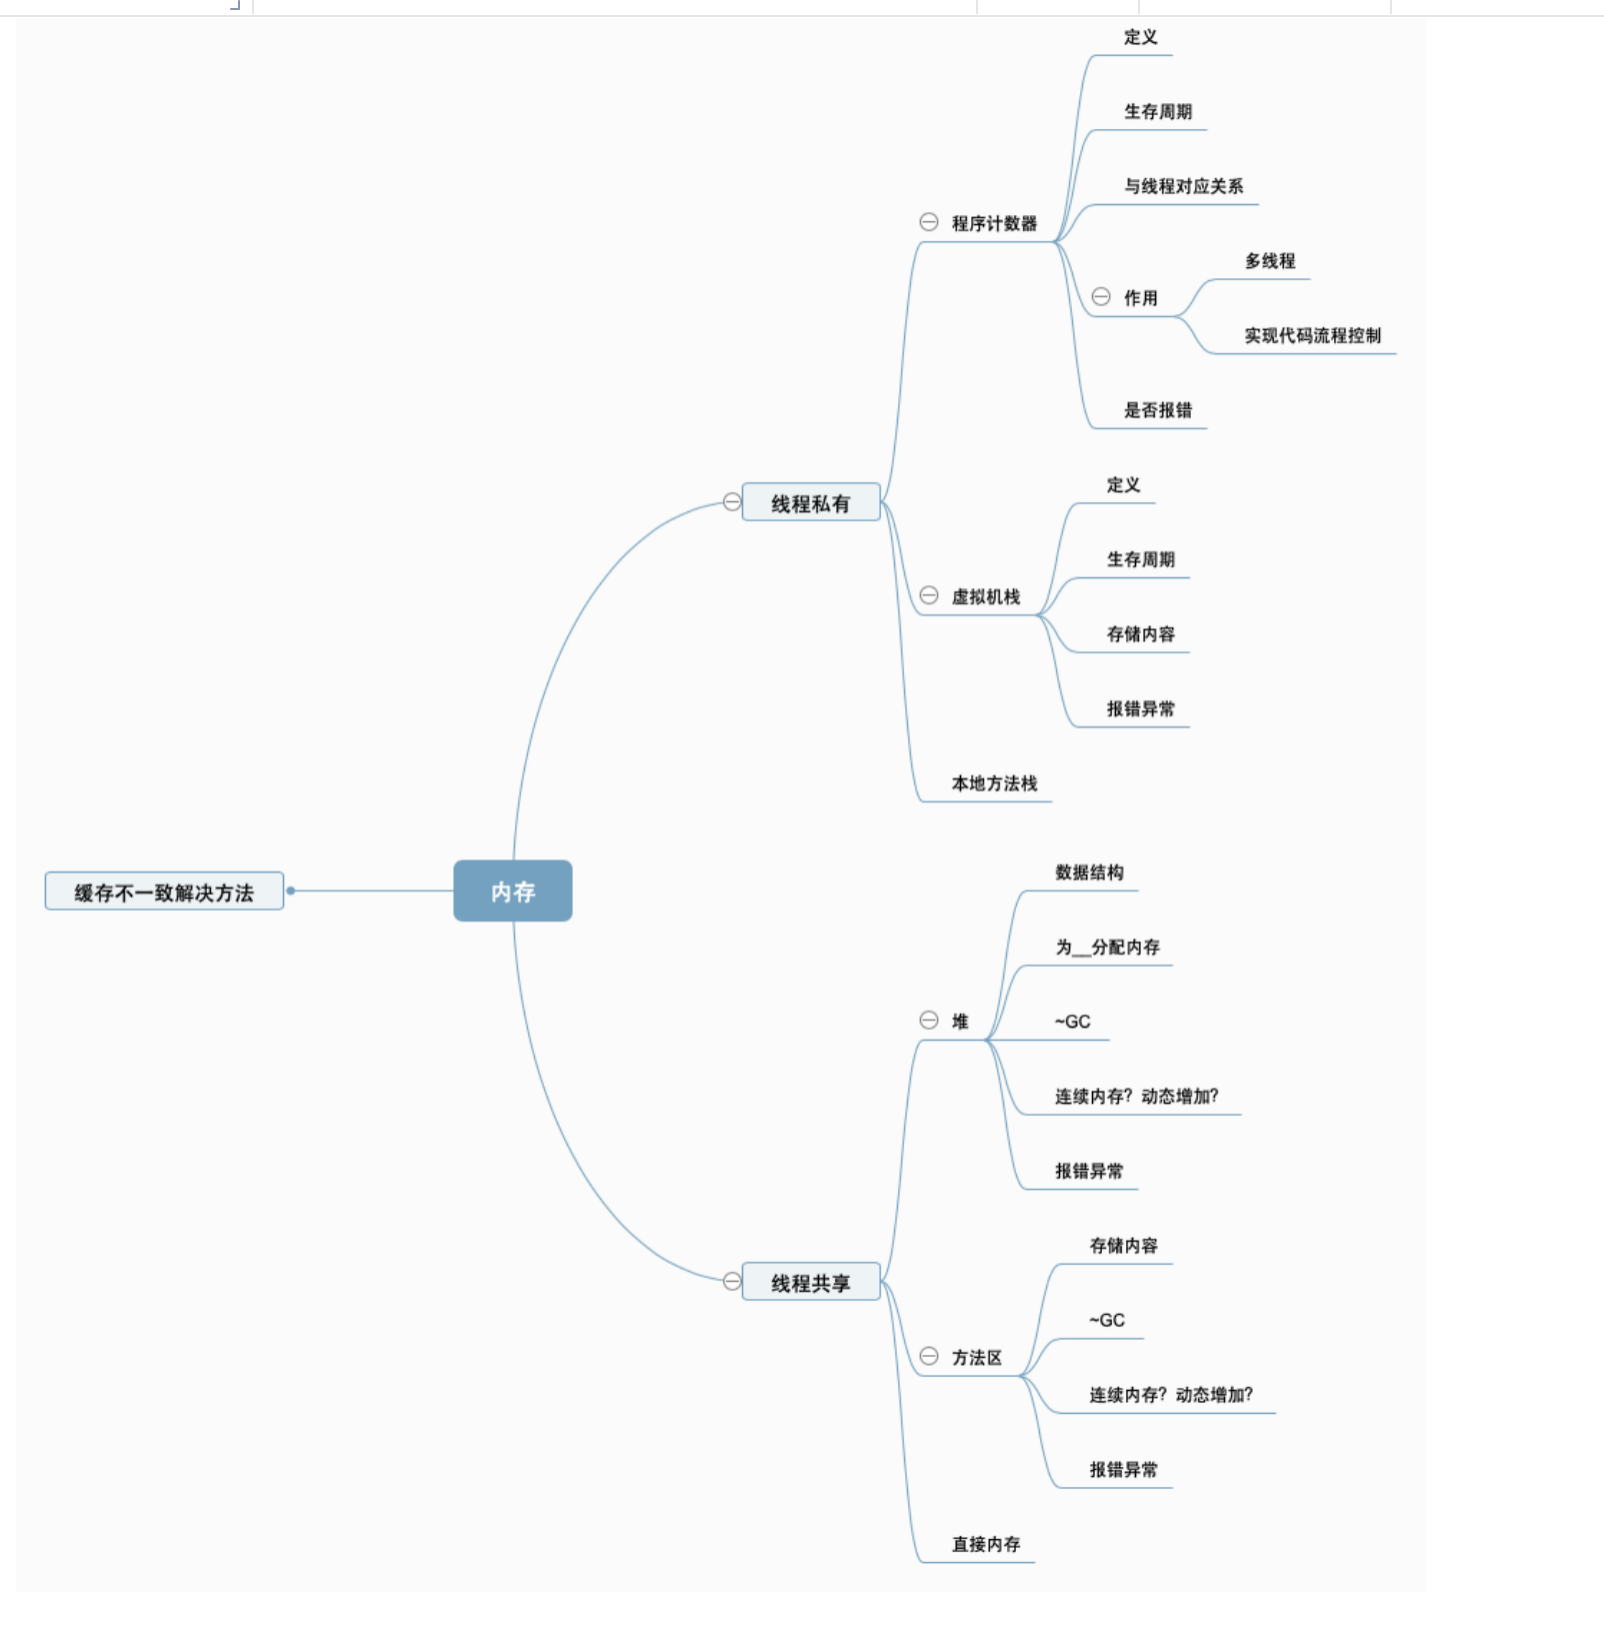 定义
生存周期
与线程对应关系
程序计数器
多线程
作用
实现代码流程控制
是否报错
定义
线程私有
生存周期
虚拟机栈
存储内容
报错异常
本地方法栈
数据结构
内存
缓存不一致解决方法
为__分配内存
堆
~GC
连续内存？动态增加？
报错异常
存储内容
线程共享
~GC
方法区
连续内存？动态增加？
报错异常
直接内存